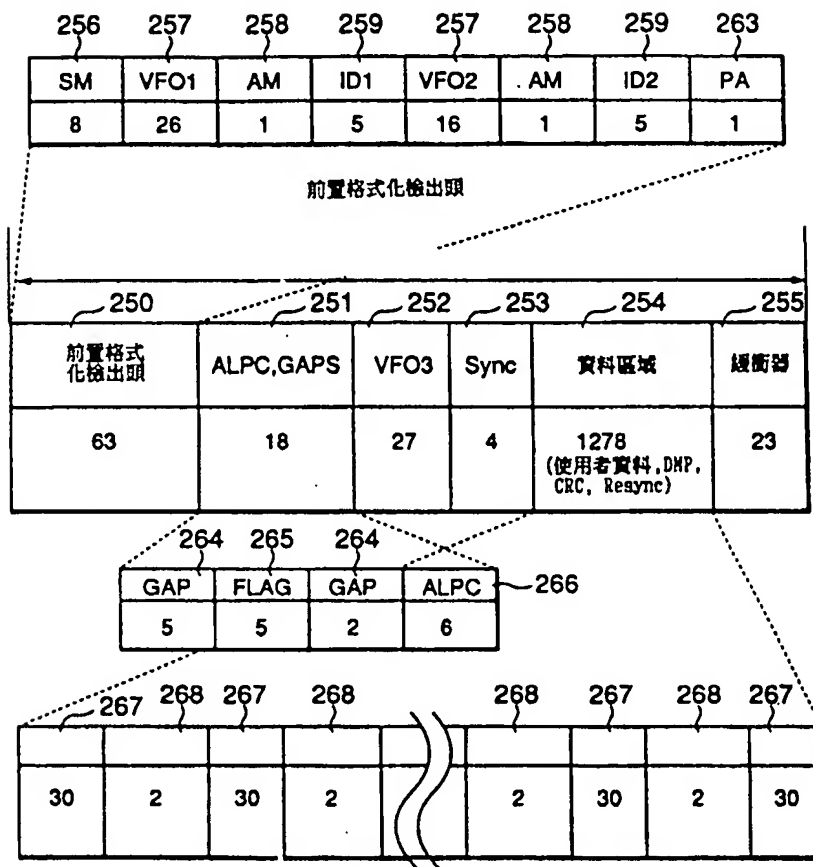 256 257 258 259 257 258 259 263
SM VFO1 AM ID1 VFO2 AM ID2 PA
8 26 1 5 16 1 5 1
前置格式化檢出頭
250 251 252 253 254 255
前置格式
化檢出頭 ALPC,GAPS VFO3 Sync 資料區域 緩衝器
63 18 27 4 1278 23
(使用者資料,DMP,
CRC, Resync)
264 265 264
GAP FLAG GAP ALPC 266
5 5 2 6
267 268 267 268 268 267 268 267
30 2 30 2 2 30 2 30